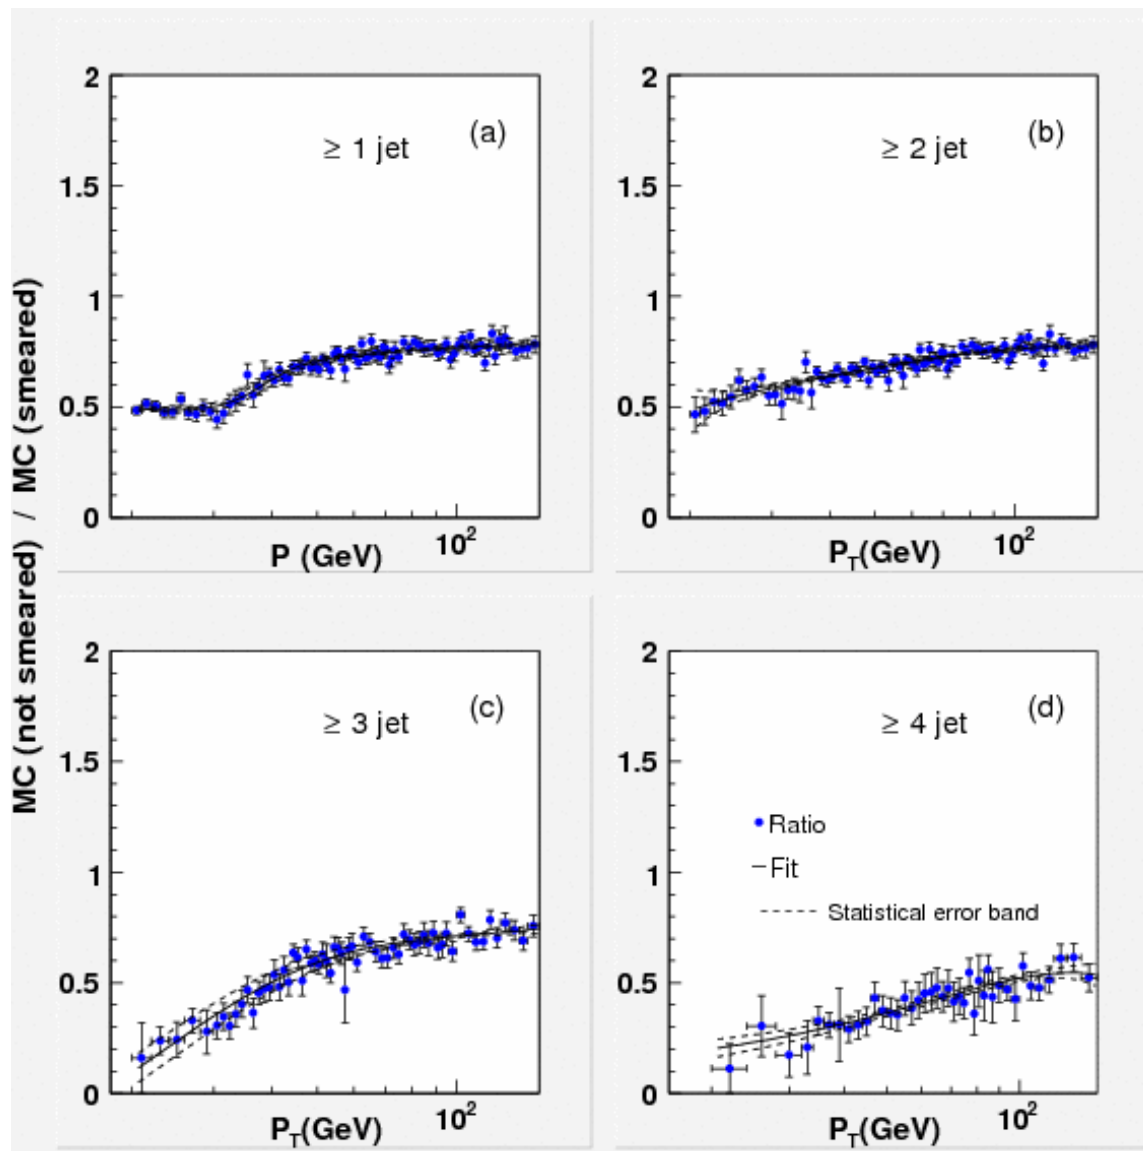 MC (not smeared) / MC (smeared)
2
1.5
1
0.5
0
≥ 1 jet
(a)
P (GeV)
10²
2
1.5
1
0.5
0
≥ 2 jet
(b)
P_T(GeV)
10²
2
1.5
1
0.5
0
≥ 3 jet
(c)
P_T(GeV)
10²
2
1.5
1
0.5
0
≥ 4 jet
(d)
Ratio
Fit
Statistical error band
P_T(GeV)
10²